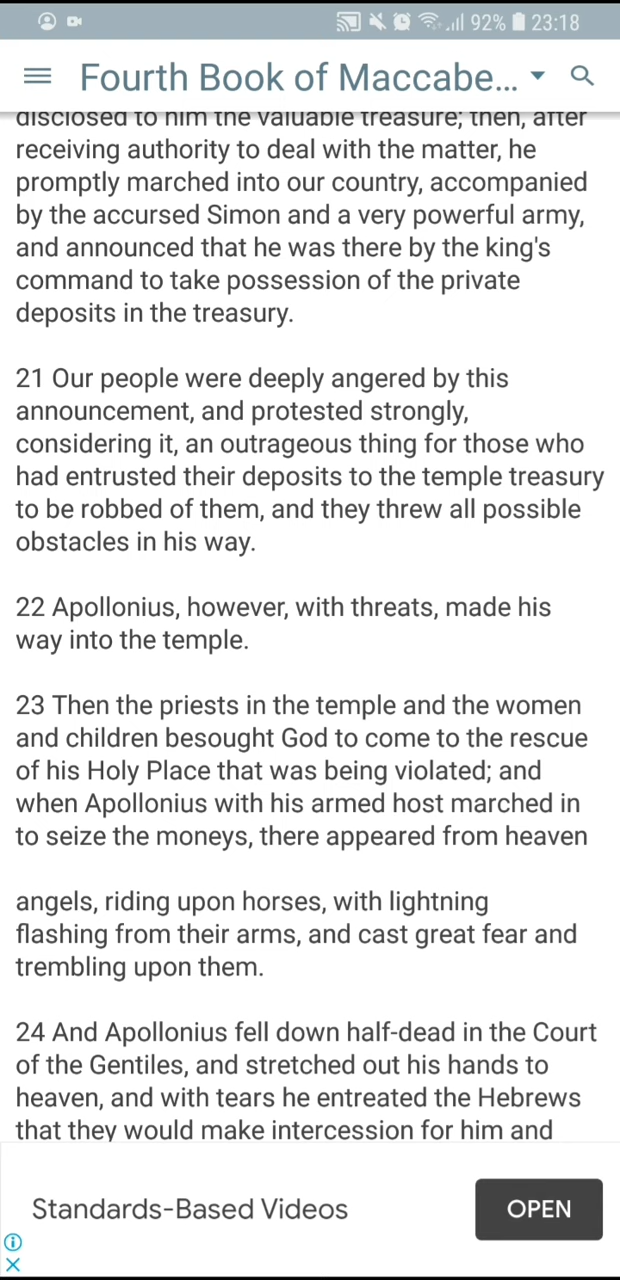 92% 23:18
Fourth Book of Maccabe...
disclosed to him the valuable treasure; then, after
receiving authority to deal with the matter, he
promptly marched into our country, accompanied
by the accursed Simon and a very powerful army,
and announced that he was there by the king's
command to take possession of the private
deposits in the treasury.
21 Our people were deeply angered by this
announcement, and protested strongly,
considering it, an outrageous thing for those who
had entrusted their deposits to the temple treasury
to be robbed of them, and they threw all possible
obstacles in his way.
22 Apollonius, however, with threats, made his
way into the temple.
23 Then the priests in the temple and the women
and children besought God to come to the rescue
of his Holy Place that was being violated; and
when Apollonius with his armed host marched in
to seize the moneys, there appeared from heaven
angels, riding upon horses, with lightning
flashing from their arms, and cast great fear and
trembling upon them.
24 And Apollonius fell down half-dead in the Court
of the Gentiles, and stretched out his hands to
heaven, and with tears he entreated the Hebrews
that they would make intercession for him and
Standards-Based Videos
OPEN